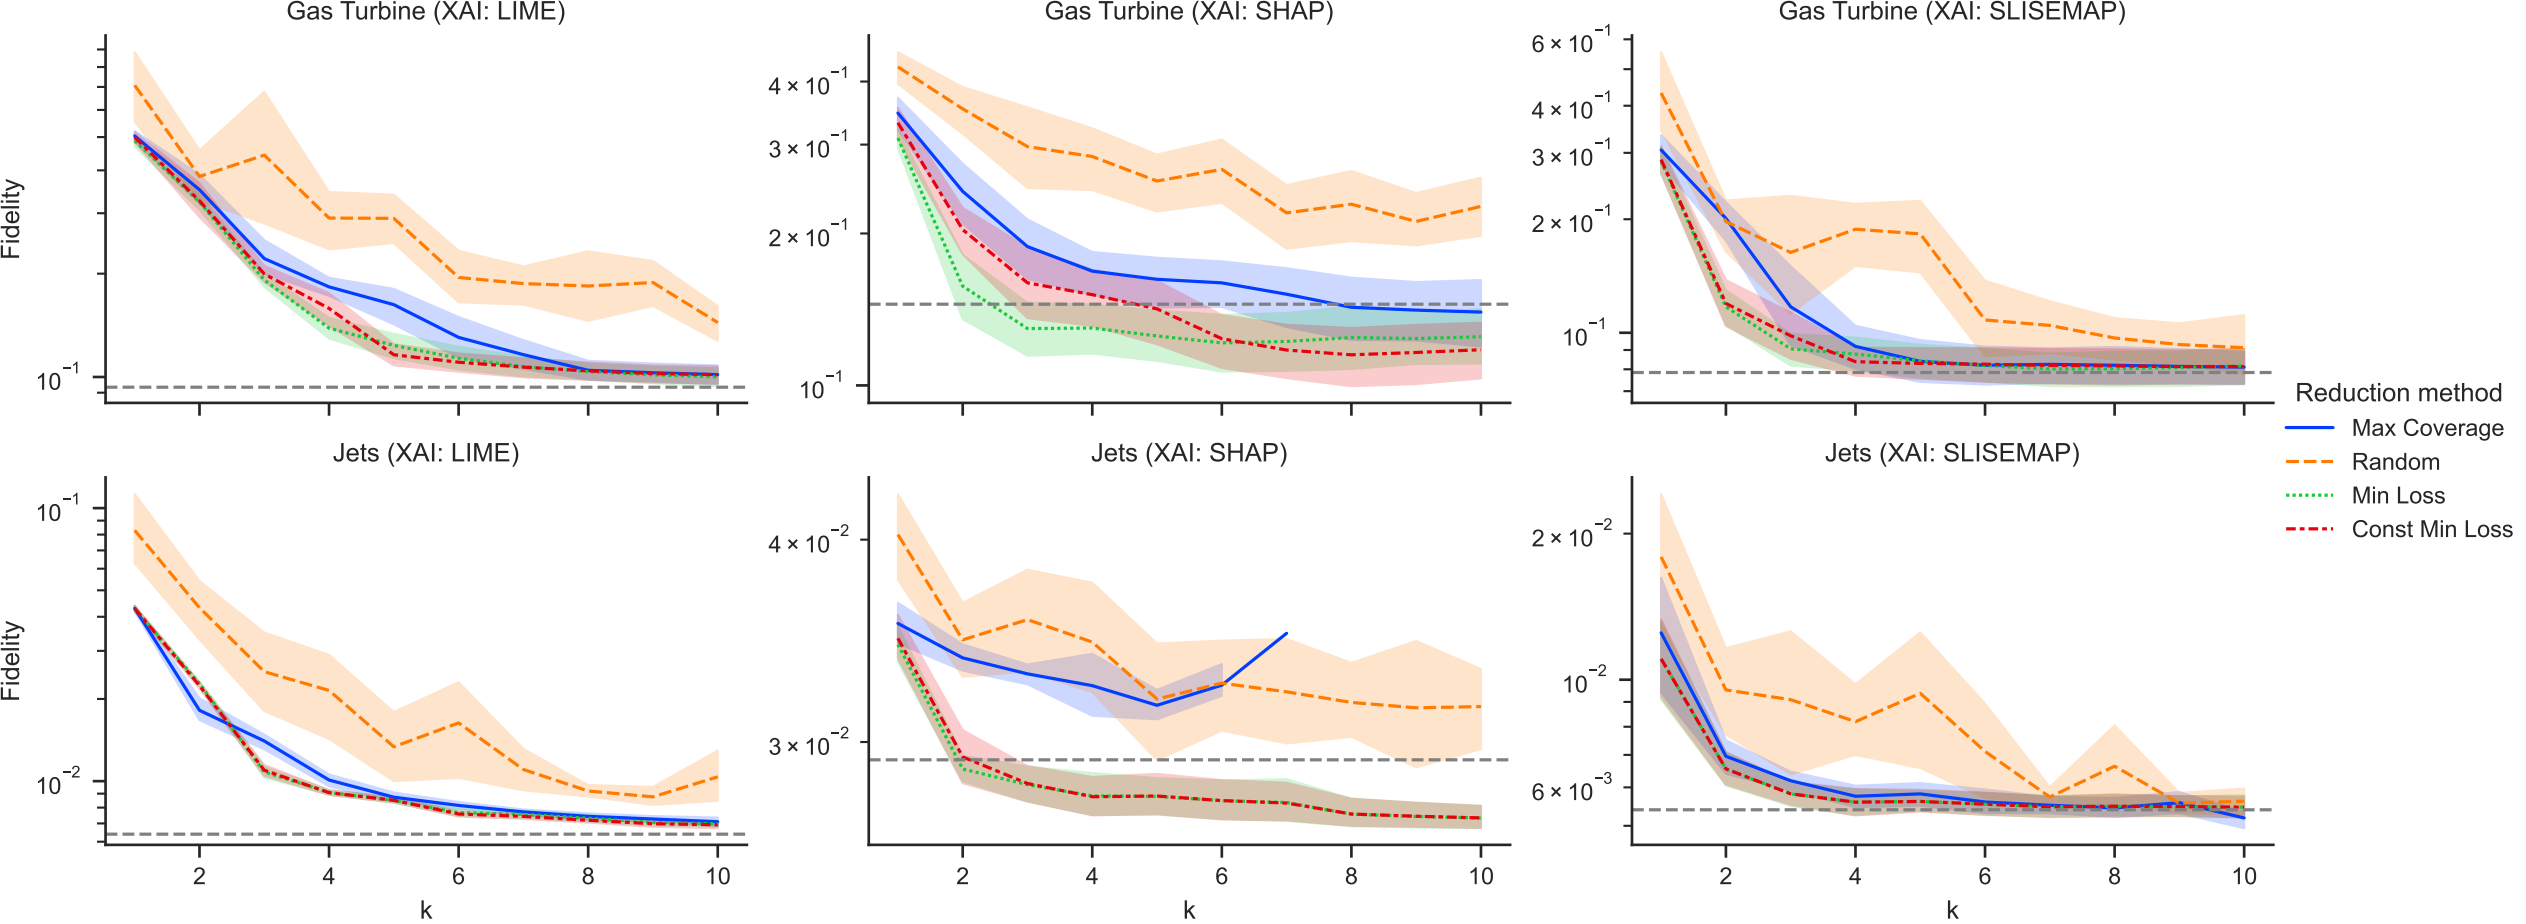 Gas Turbine (XAI: LIME)
Gas Turbine (XAI: SHAP)
Gas Turbine (XAI: SLISEMAP)
Fidelity
10⁻¹
4 × 10⁻¹
3 × 10⁻¹
2 × 10⁻¹
10⁻¹
6 × 10⁻¹
4 × 10⁻¹
3 × 10⁻¹
2 × 10⁻¹
10⁻¹
Reduction method
Max Coverage
Random
Min Loss
Const Min Loss
Jets (XAI: LIME)
Jets (XAI: SHAP)
Jets (XAI: SLISEMAP)
Fidelity
10⁻¹
10⁻²
4 × 10⁻²
3 × 10⁻²
2 × 10⁻²
10⁻²
6 × 10⁻³
2 4 6 8 10
2 4 6 8 10
2 4 6 8 10
k
k
k